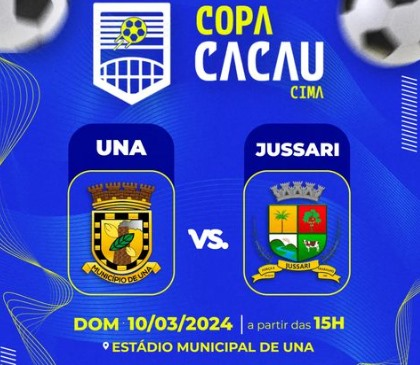 COPA
CACAU
CIMA
UNA
JUSSARI
VS.
MUNICÍPIO DE UNA
JUSSARI
DOM 10/03/2024 | a partir das 15H
ESTÁDIO MUNICIPAL DE UNA